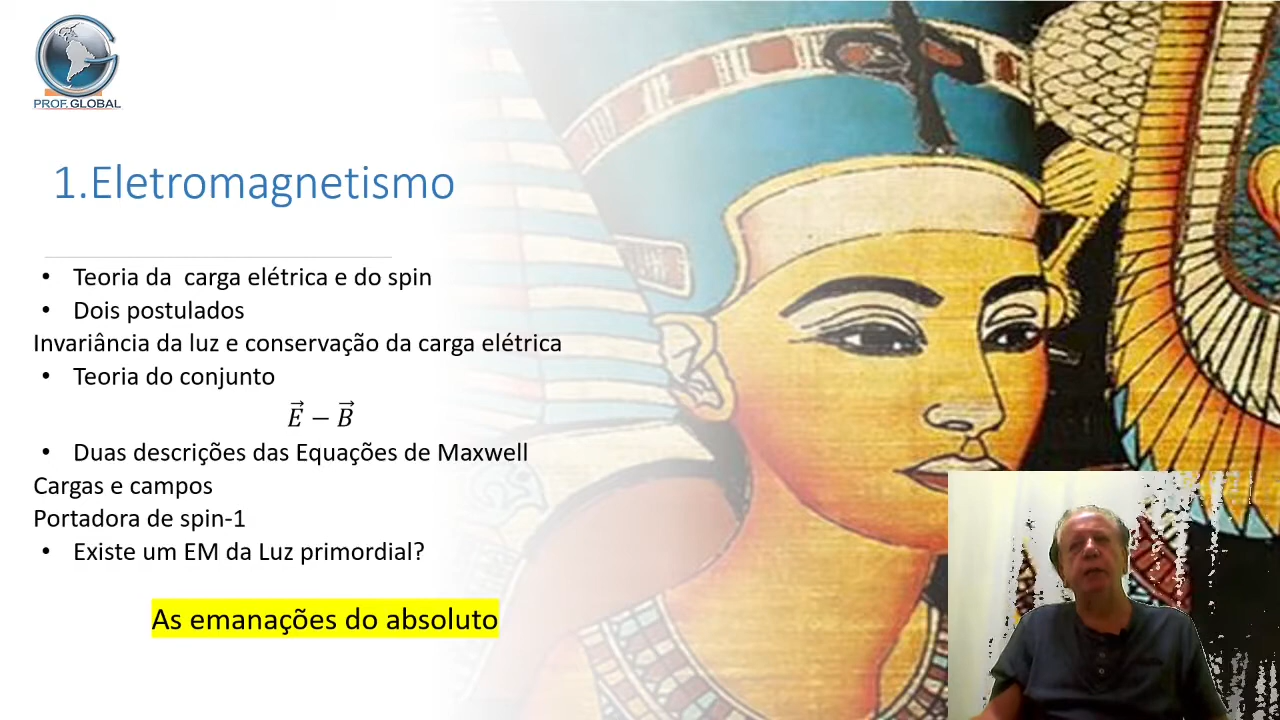 PROF.GLOBAL
1.Eletromagnetismo
• Teoria da carga elétrica e do spin
• Dois postulados
Invariância da luz e conservação da carga elétrica
• Teoria do conjunto
E⃗ − B⃗
• Duas descrições das Equações de Maxwell
Cargas e campos
Portadora de spin-1
• Existe um EM da Luz primordial?
As emanações do absoluto